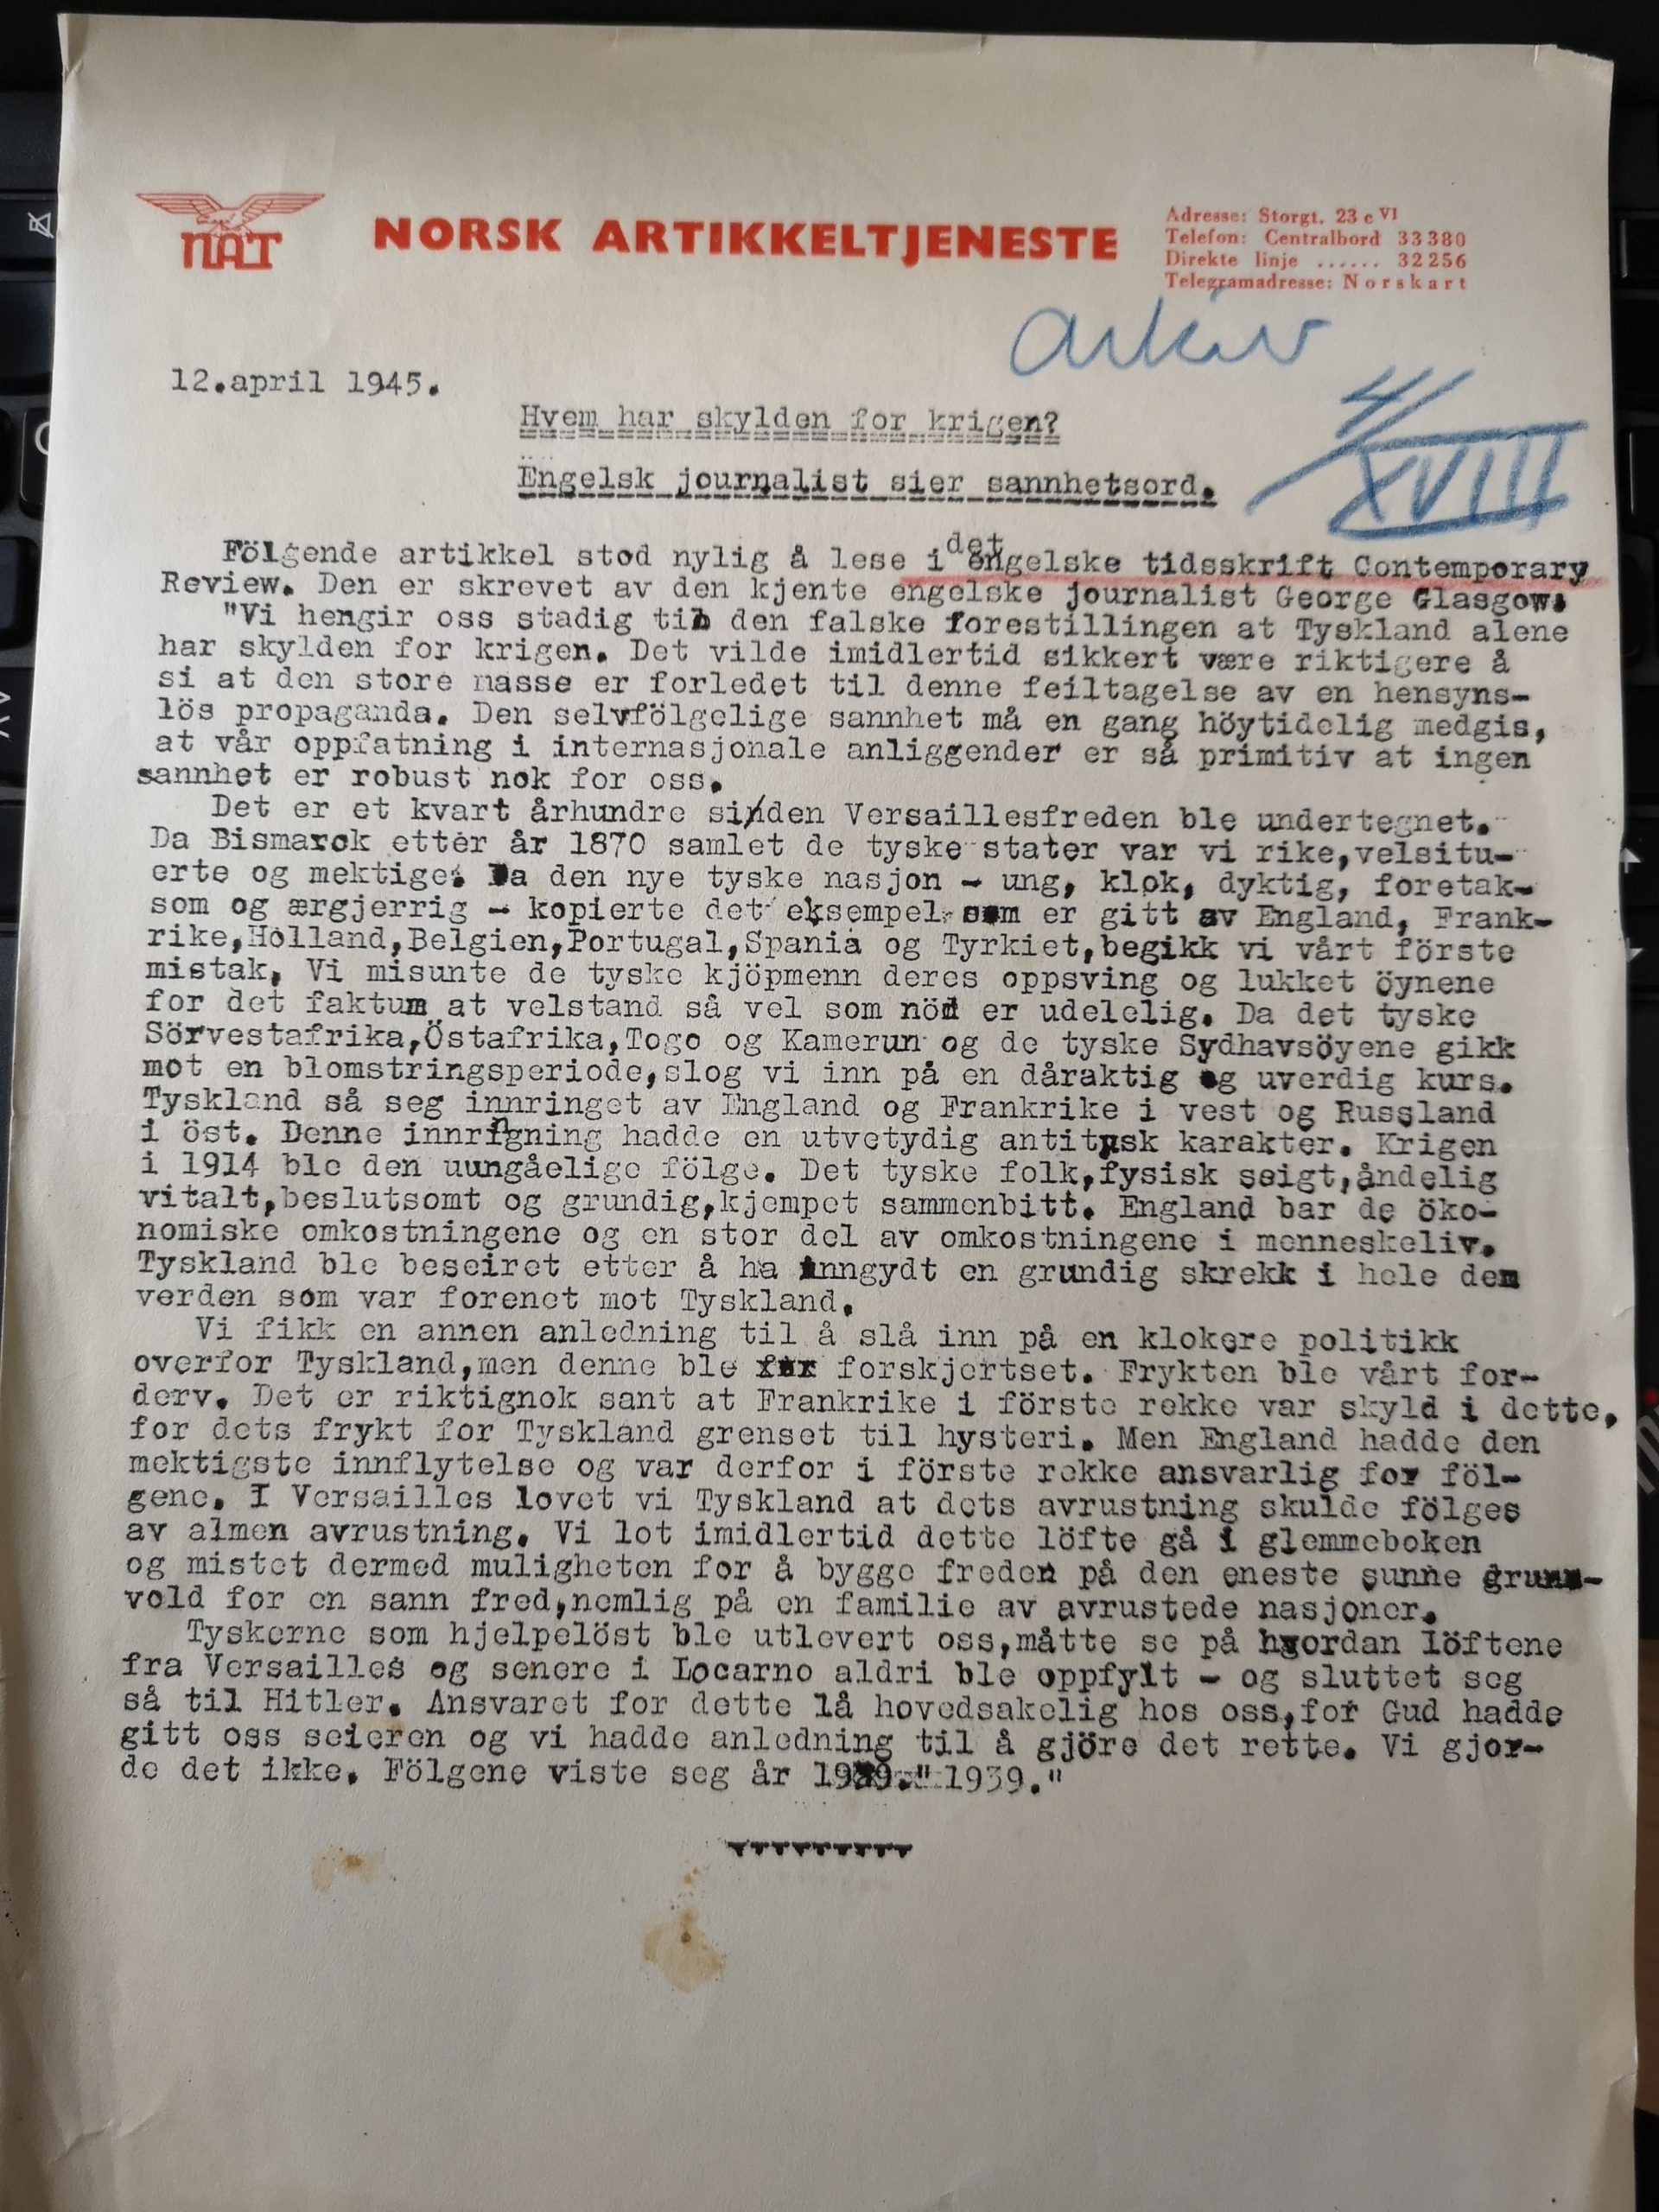 NAT
NORSK ARTIKKELTJENESTE
Adresse: Storgt. 23 c VI
Telefon: Centralbord 33380
Direkte linje ...... 32256
Telegramadresse: Norskart
Arkiv
12.april 1945.
4/
XVIII
Hvem har skylden for krigen?
Engelsk journalist sier sannhetsord.
Fölgende artikkel stod nylig å lese i det engelske tidsskrift Contemporary
Review. Den er skrevet av den kjente engelske journalist George Glasgow.
"Vi hengir oss stadig til den falske forestillingen at Tyskland alene
har skylden for krigen. Det vilde imidlertid sikkert være riktigere å
si at den store masse er forledet til denne feiltagelse av en hensyns-
lös propaganda. Den selvfölgelige sannhet må en gang höytidelig medgis,
at vår oppfatning i internasjonale anliggender er så primitiv at ingen
sannhet er robust nok for oss.
Det er et kvart århundre siden Versaillesfreden ble undertegnet.
Da Bismarck etter år 1870 samlet de tyske stater var vi rike,velsitu-
erte og mektige. Da den nye tyske nasjon - ung, klok, dyktig, foretak-
som og ærgjerrig - kopierte det eksempel som er gitt av England, Frank-
rike,Holland,Belgien,Portugal,Spania og Tyrkiet,begikk vi vårt förste
mistak, Vi misunte de tyske kjöpmenn deres oppsving og lukket öynene
for det faktum at velstand så vel som nöd er udelelig. Da det tyske
Sörvestafrika,Östafrika,Togo og Kamerun og de tyske Sydhavsöyene gikk
mot en blomstringsperiode,slog vi inn på en dåraktig og uverdig kurs.
Tyskland så seg innringet av England og Frankrike i vest og Russland
i öst. Denne innringning hadde en utvetydig antitysk karakter. Krigen
i 1914 ble den uungåelige fölge. Det tyske folk,fysisk seigt,åndelig
vitalt,beslutsomt og grundig,kjempet sammenbitt. England bar de öko-
nomiske omkostningene og en stor del av omkostningene i menneskeliv.
Tyskland ble beseiret etter å ha inngydt en grundig skrekk i hele den
verden som var forenet mot Tyskland.
Vi fikk en annen anledning til å slå inn på en klokere politikk
overfor Tyskland,men denne ble forskjertset. Frykten ble vårt for-
derv. Det er riktignok sant at Frankrike i förste rekke var skyld i dette,
for dets frykt for Tyskland grenset til hysteri. Men England hadde den
mektigste innflytelse og var derfor i förste rekke ansvarlig for föl-
gene. I Versailles lovet vi Tyskland at dets avrustning skulde fölges
av almen avrustning. Vi lot imidlertid dette löfte gå i glemmeboken
og mistet dermed muligheten for å bygge freden på den eneste sunne grunn-
vold for en sann fred,nemlig på en familie av avrustede nasjoner.
Tyskerne som hjelpelöst ble utlevert oss,måtte se på hvordan löftene
fra Versailles og senere i Locarno aldri ble oppfylt - og sluttet seg
så til Hitler. Ansvaret for dette lå hovedsakelig hos oss,for Gud hadde
gitt oss seieren og vi hadde anledning til å gjöre det rette. Vi gjor-
de det ikke. Fölgene viste seg år 1939." 1939."